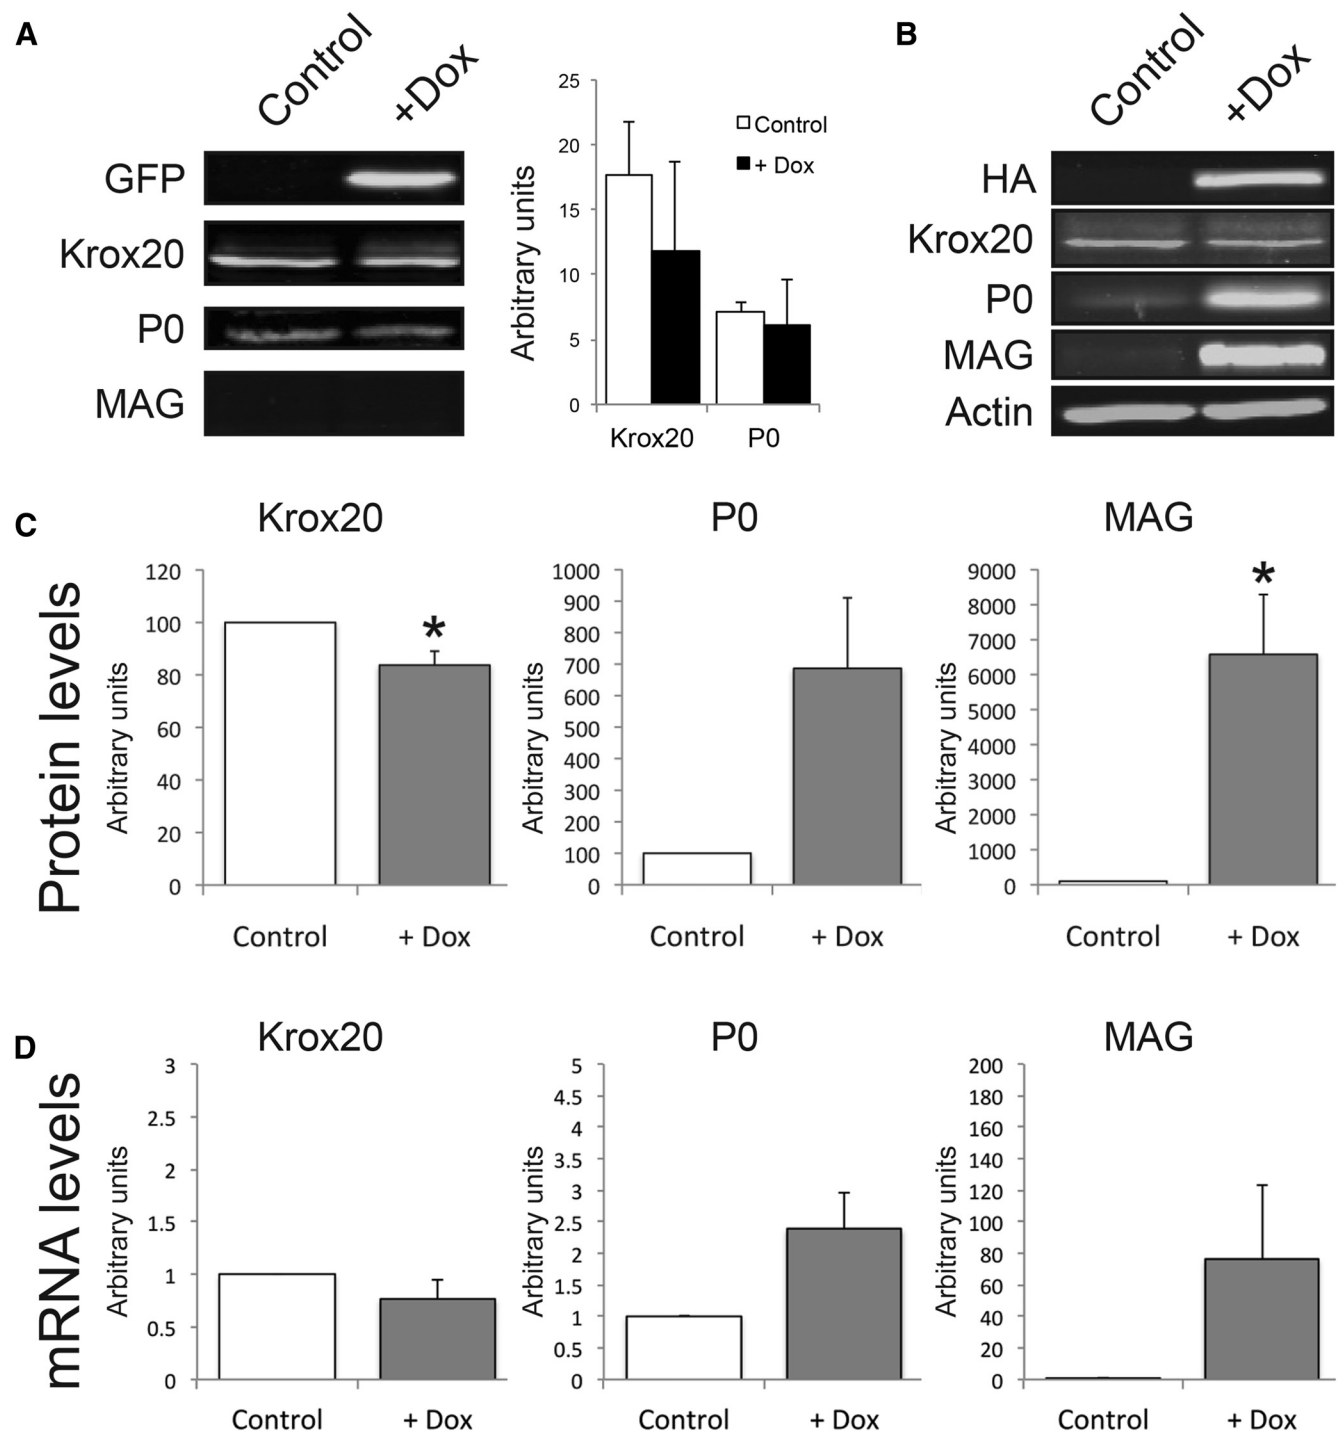 A
Control
+Dox
GFP
Krox20
P0
MAG
25
20
15
10
5
0
Arbitrary units
Control
+ Dox
Krox20
P0
B
Control
+Dox
HA
Krox20
P0
MAG
Actin
C
Protein levels
Krox20
120
100
80
60
40
20
0
Arbitrary units
*
Control
+ Dox
P0
1000
900
800
700
600
500
400
300
200
100
0
Arbitrary units
Control
+ Dox
MAG
9000
8000
7000
6000
5000
4000
3000
2000
1000
0
Arbitrary units
*
Control
+ Dox
D
mRNA levels
Krox20
3
2.5
2
1.5
1
0.5
0
Arbitrary units
Control
+ Dox
P0
5
4.5
4
3.5
3
2.5
2
1.5
1
0.5
0
Arbitrary units
Control
+ Dox
MAG
200
180
160
140
120
100
80
60
40
20
0
Arbitrary units
Control
+ Dox